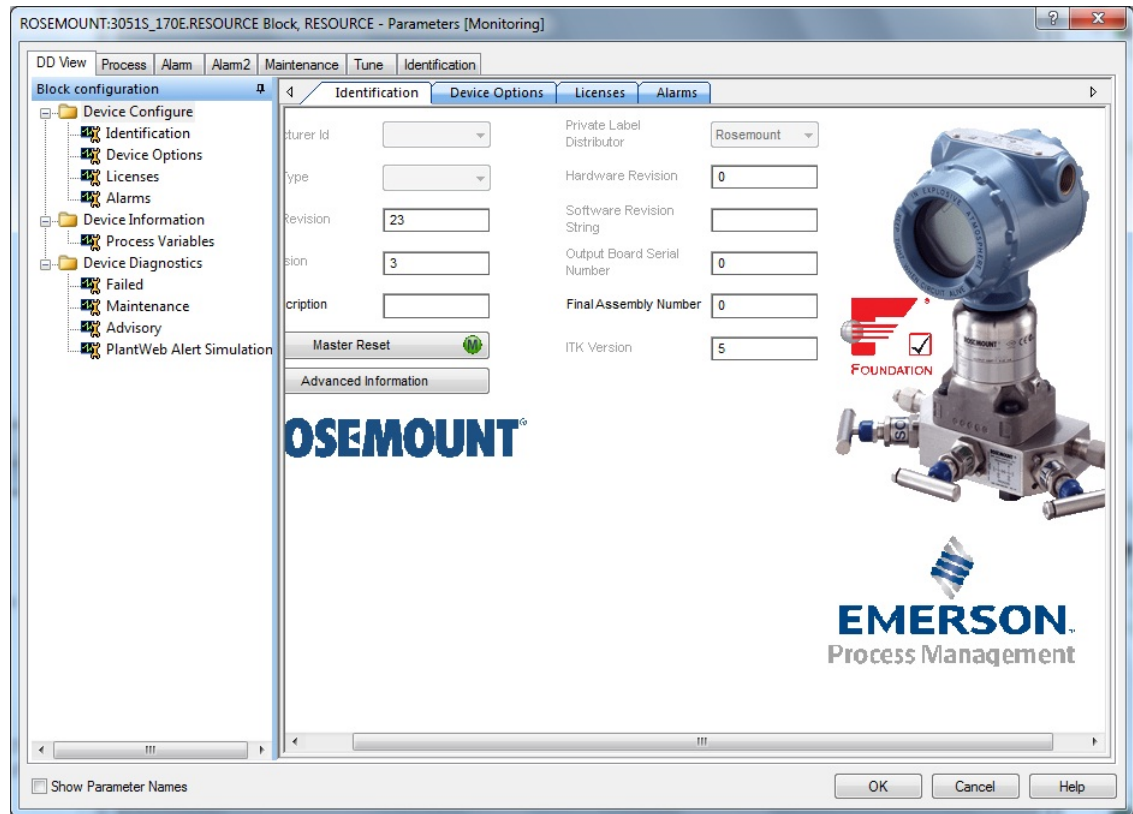 ROSEMOUNT:3051S_170E.RESOURCE Block, RESOURCE - Parameters [Monitoring]
DD View Process Alarm Alarm2 Maintenance Tune Identification
Block configuration
Device Configure
Identification
Device Options
Licenses
Alarms
Device Information
Process Variables
Device Diagnostics
Failed
Maintenance
Advisory
PlantWeb Alert Simulation
Identification Device Options Licenses Alarms
cturer Id
Private Label
Distributor
Rosemount
Type
Hardware Revision 0
Revision 23
Software Revision
String
sion 3
Output Board Serial
Number
0
cription
Final Assembly Number 0
Master Reset M
ITK Version 5
Advanced Information
OSEMOUNT®
FOUNDATION
EMERSON™
Process Management
Show Parameter Names
OK Cancel Help